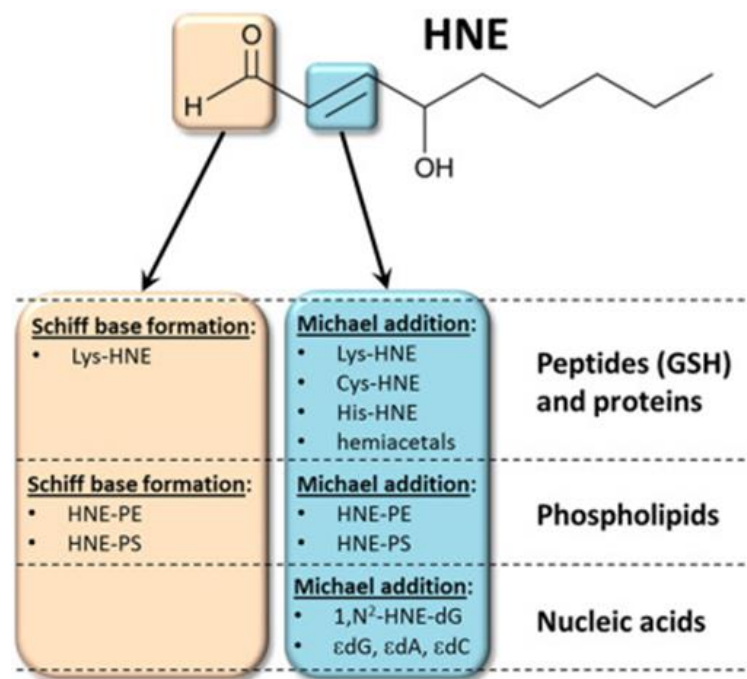 HNE
O
H
OH
Schiff base formation:
• Lys-HNE
Michael addition:
• Lys-HNE
• Cys-HNE
• His-HNE
• hemiacetals
Peptides (GSH)
and proteins
Schiff base formation:
• HNE-PE
• HNE-PS
Michael addition:
• HNE-PE
• HNE-PS
Phospholipids
Michael addition:
• 1,N²-HNE-dG
• εdG, εdA, εdC
Nucleic acids